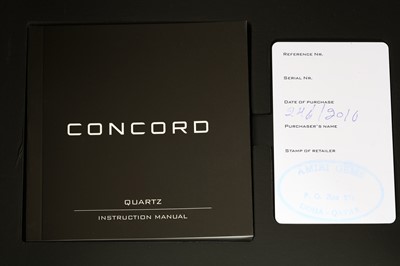 CONCORD
QUARTZ
INSTRUCTION MANUAL
REFERENCE NR.
SERIAL NR.
DATE OF PURCHASE
PURCHASER'S NAME
STAMP OF RETAILER